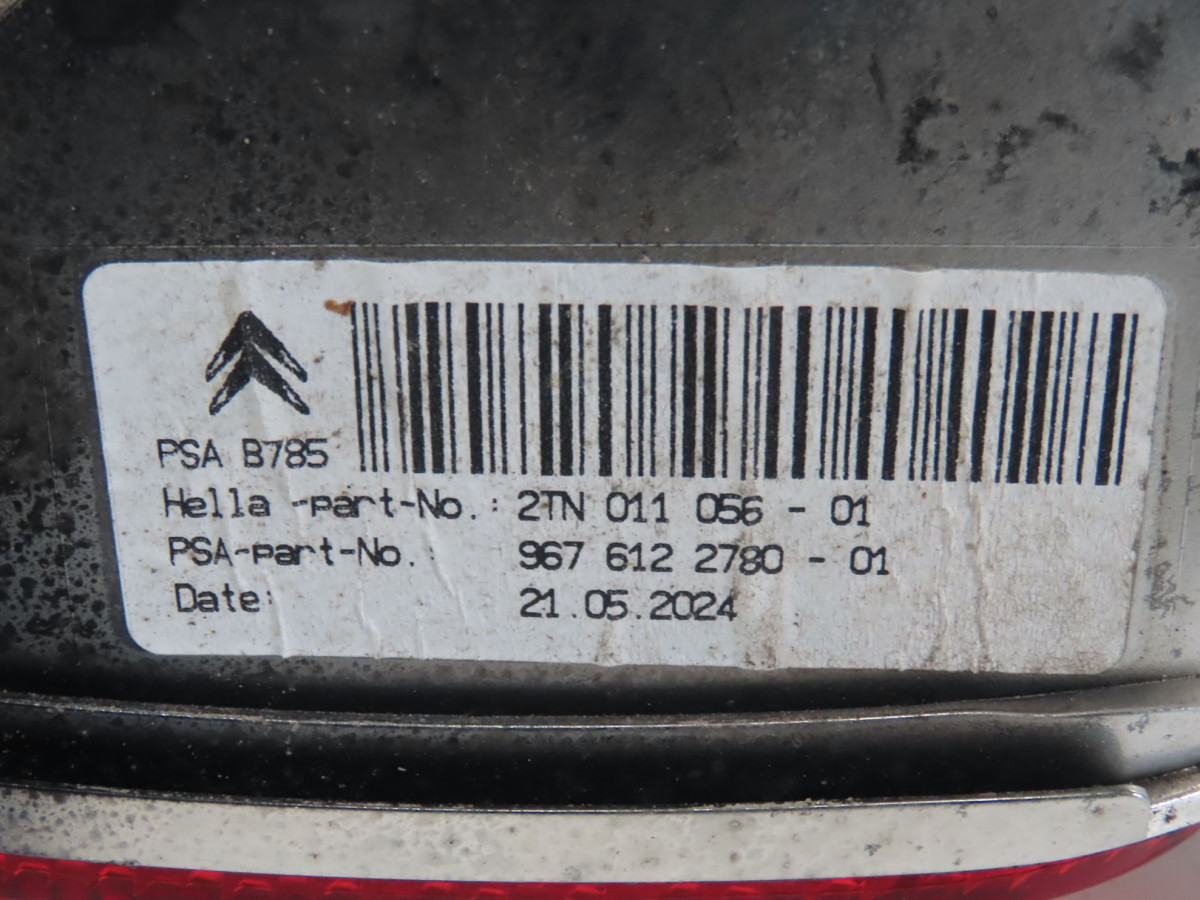 PSA B785
Hella -part-No.: 2TN 011 056 - 01
PSA-part-No.: 967 612 2780 - 01
Date: 21.05.2024